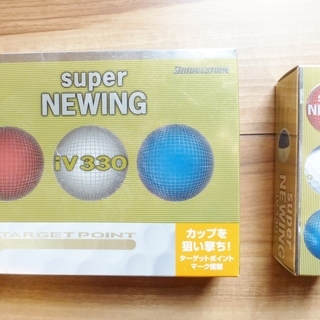 super
BRIDGESTONE
NEWING
iV330
TARGET POINT
カップを
狙い撃ち!
ターゲットポイント
マーク搭載
super
NEWING